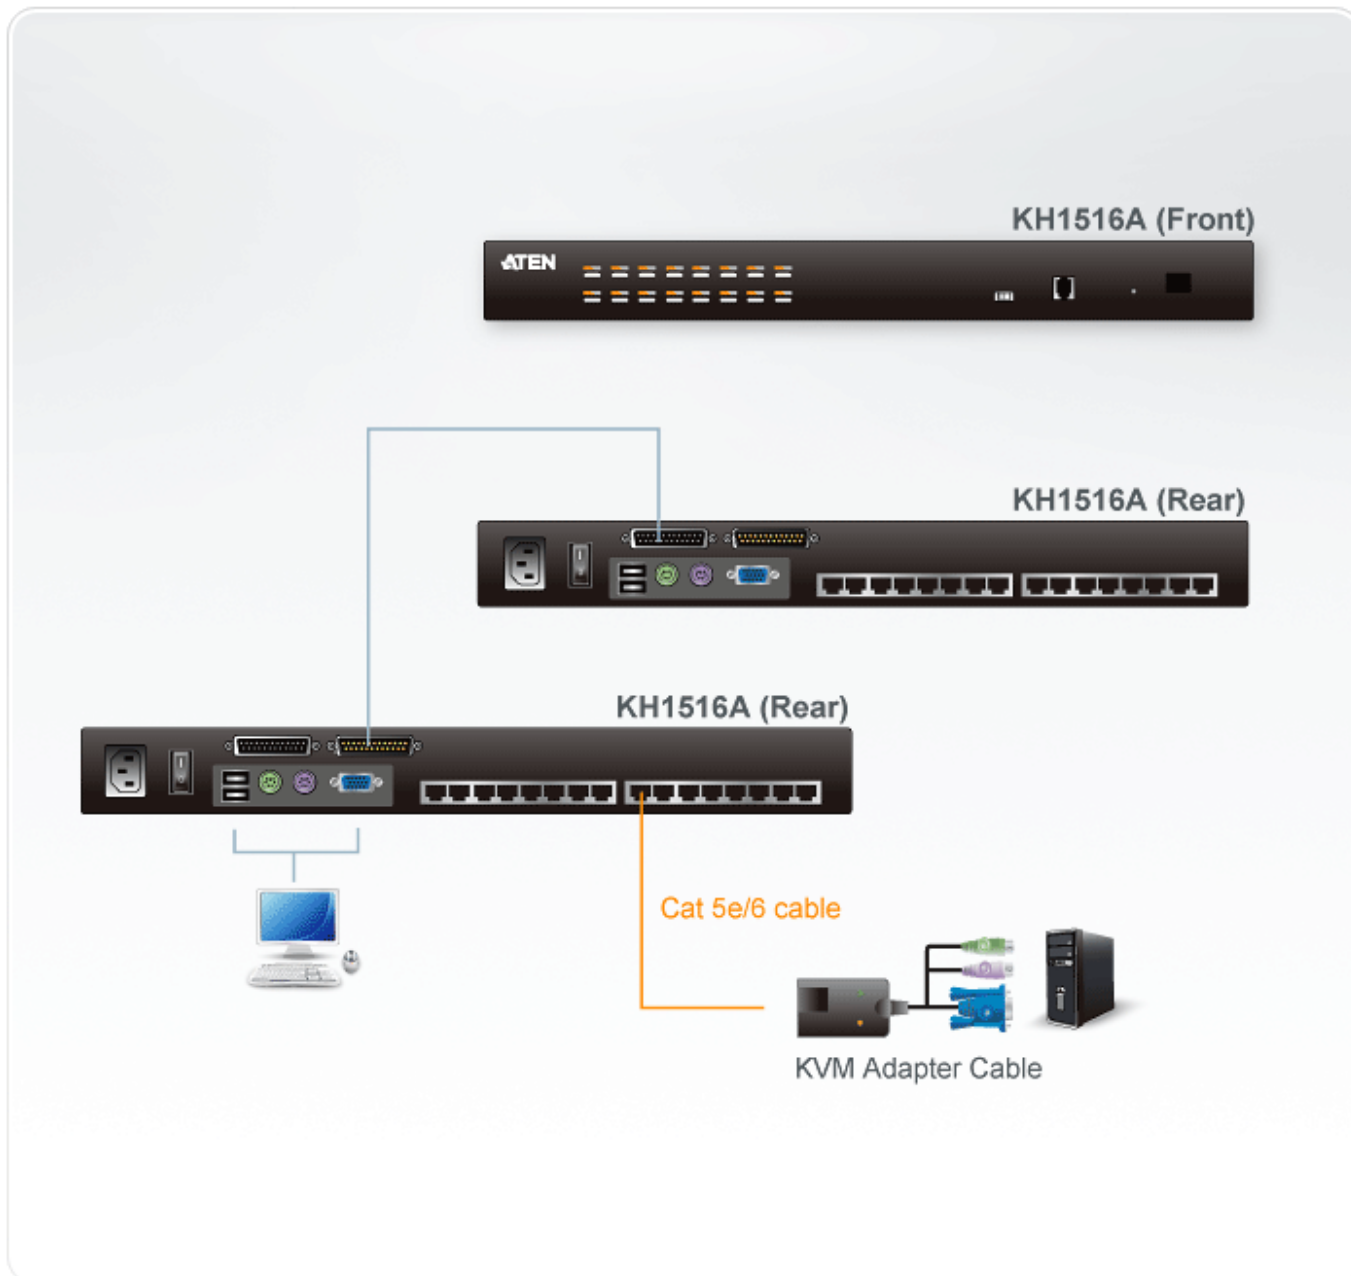 KH1516A (Front)
ATEN
KH1516A (Rear)
KH1516A (Rear)
Cat 5e/6 cable
KVM Adapter Cable